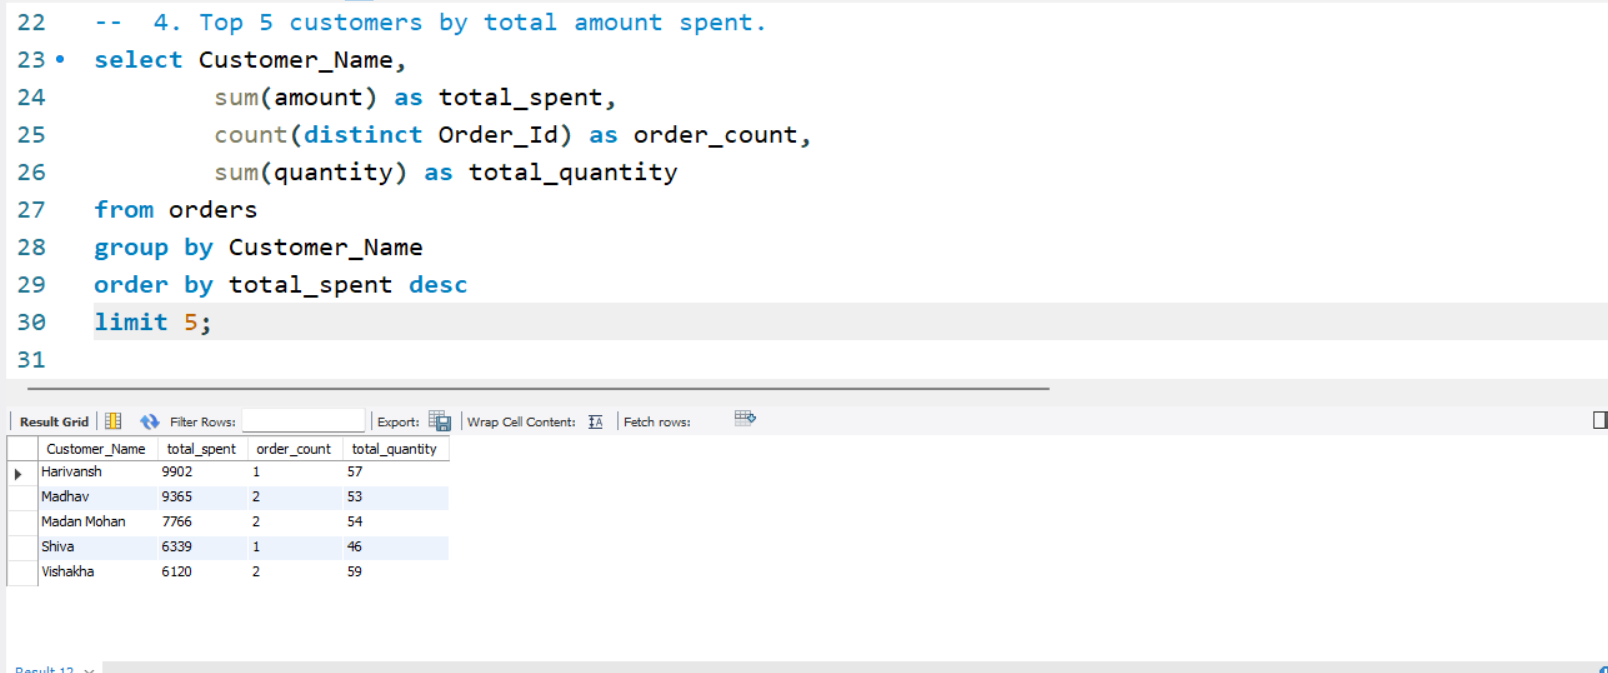 22 -- 4. Top 5 customers by total amount spent.
23 select Customer_Name,
24 sum(amount) as total_spent,
25 count(distinct Order_Id) as order_count,
26 sum(quantity) as total_quantity
27 from orders
28 group by Customer_Name
29 order by total_spent desc
30 limit 5;
31
Result Grid Filter Rows: Export: Wrap Cell Content: Fetch rows:
Customer_Name total_spent order_count total_quantity
Harivansh 9902 1 57
Madhav 9365 2 53
Madan Mohan 7766 2 54
Shiva 6339 1 46
Vishakha 6120 2 59
Result 12